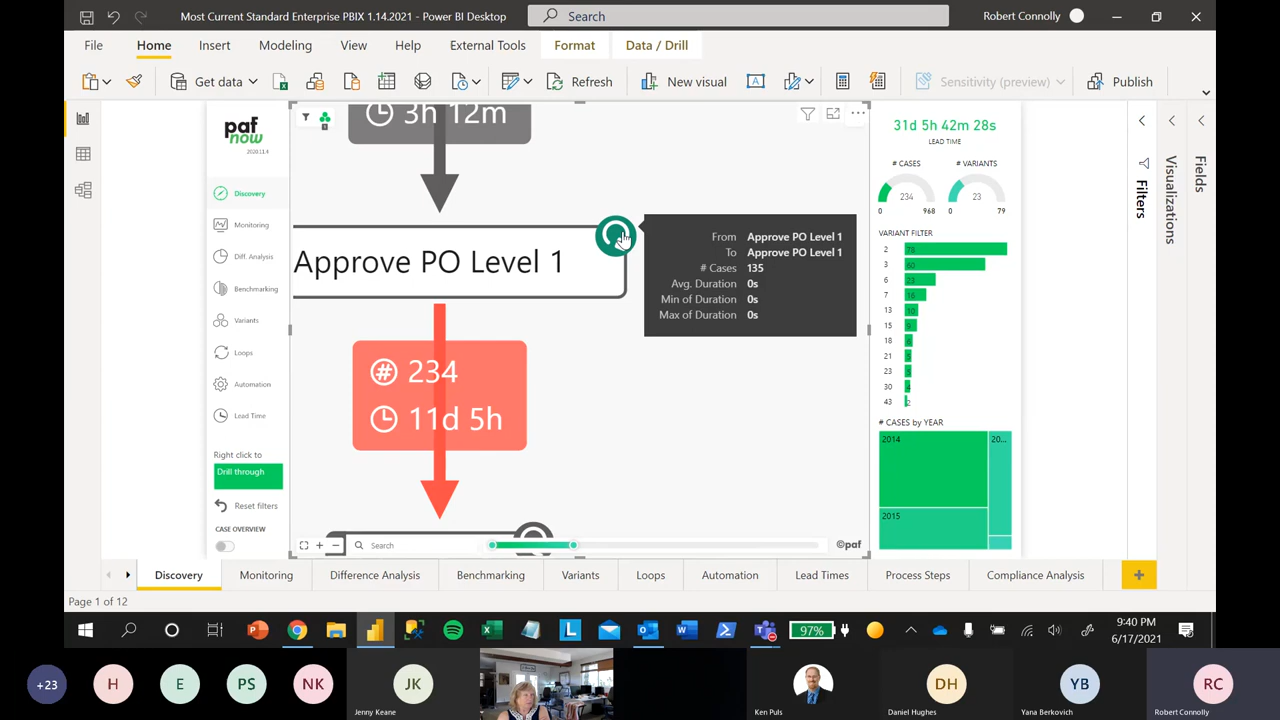 Most Current Standard Enterprise PBIX 1.14.2021 - Power BI Desktop
Search
Robert Connolly
File Home Insert Modeling View Help External Tools Format Data / Drill
Get data Refresh New visual Sensitivity (preview) Publish
paf
now
2020.11.4
Discovery
Monitoring
Diff. Analysis
Benchmarking
Variants
Loops
Automation
Lead Time
Right click to
Drill through
Reset filters
CASE OVERVIEW
3h 12m
Approve PO Level 1
From Approve PO Level 1
To Approve PO Level 1
# Cases 135
Avg. Duration 0s
Min of Duration 0s
Max of Duration 0s
# 234
11d 5h
Search
©paf
31d 5h 42m 28s
LEAD TIME
# CASES # VARIANTS
234 23
0 968 0 79
VARIANT FILTER
2 78
3 60
6
7 16
13
15
18
21
23
30
43 2
# CASES by YEAR
2014 20...
2015
Filters
Visualizations
Fields
Discovery Monitoring Difference Analysis Benchmarking Variants Loops Automation Lead Times Process Steps Compliance Analysis +
Page 1 of 12
97%
9:40 PM
6/17/2021
+23 H E PS NK JK DH YB RC
Jenny Keane Ken Puls Daniel Hughes Yana Berkovich Robert Connolly